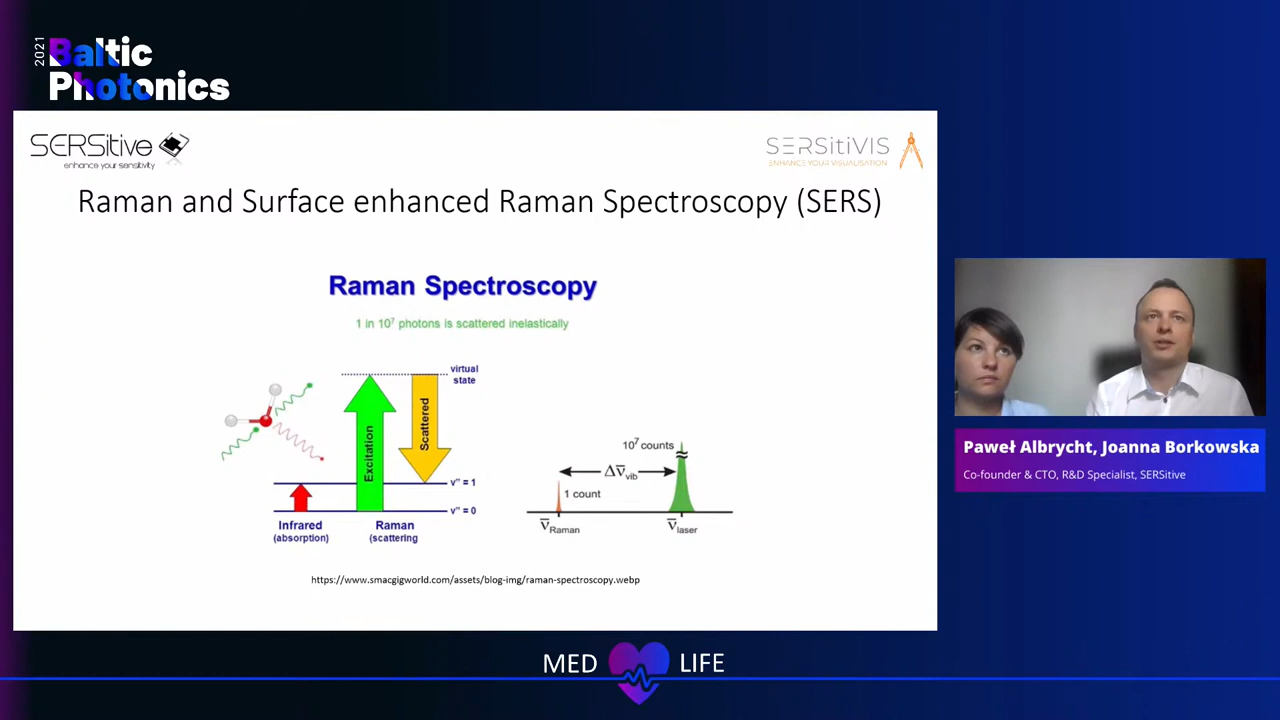 2021
Baltic
Photonics
SERSitive
enhance your sensitivity
SERSitiVIS
ENHANCE YOUR VISUALISATION
Raman and Surface enhanced Raman Spectroscopy (SERS)
Raman Spectroscopy
1 in 10⁷ photons is scattered inelastically
virtual
state
Excitation
Scattered
v" = 1
v" = 0
Infrared
(absorption)
Raman
(scattering
10⁷ counts
Δν̅vib
1 count
ν̅Raman
ν̅laser
https://www.smacgigworld.com/assets/blog-img/raman-spectroscopy.webp
Paweł Albrycht, Joanna Borkowska
Co-founder & CTO, R&D Specialist, SERSitive
MED LIFE